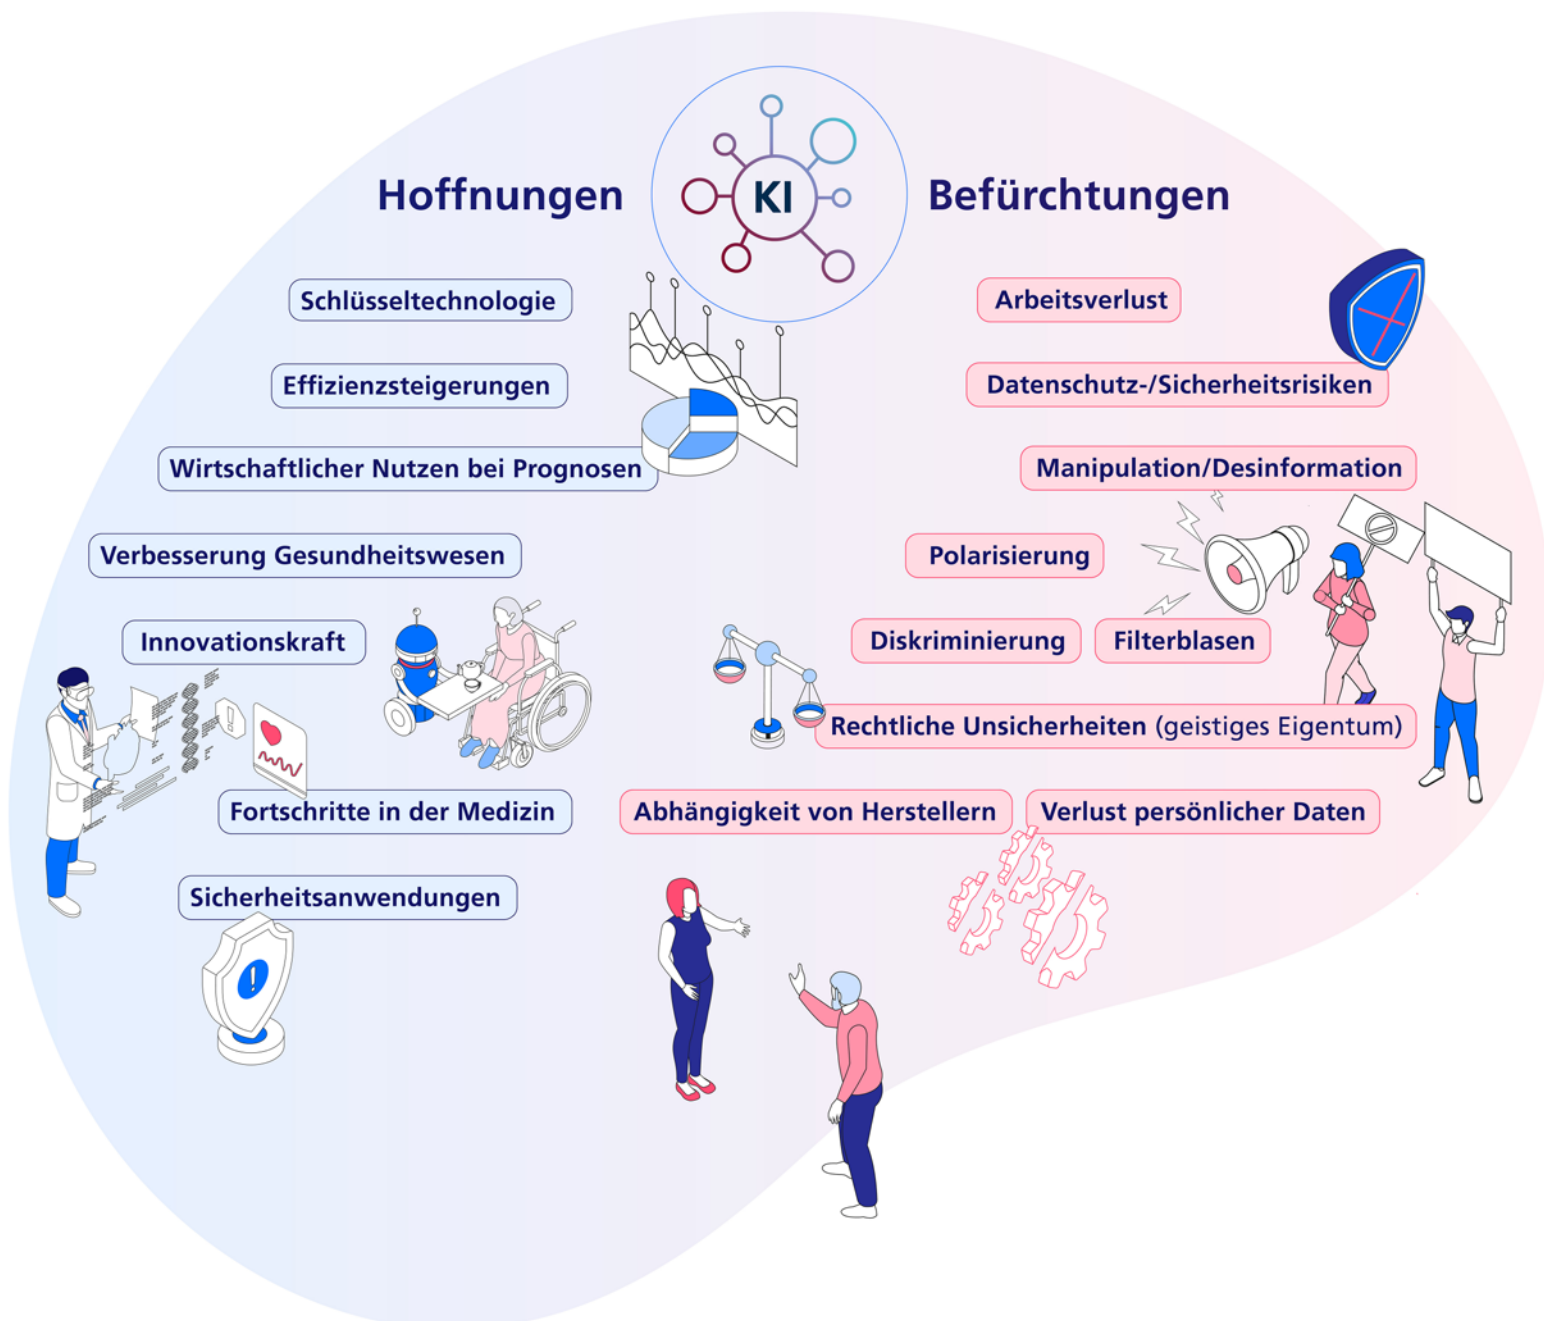 KI
Hoffnungen
Schlüsseltechnologie
Effizienzsteigerungen
Wirtschaftlicher Nutzen bei Prognosen
Verbesserung Gesundheitswesen
Innovationskraft
Fortschritte in der Medizin
Sicherheitsanwendungen
Befürchtungen
Arbeitsverlust
Datenschutz-/Sicherheitsrisiken
Manipulation/Desinformation
Polarisierung
Diskriminierung
Filterblasen
Rechtliche Unsicherheiten (geistiges Eigentum)
Abhängigkeit von Herstellern
Verlust persönlicher Daten